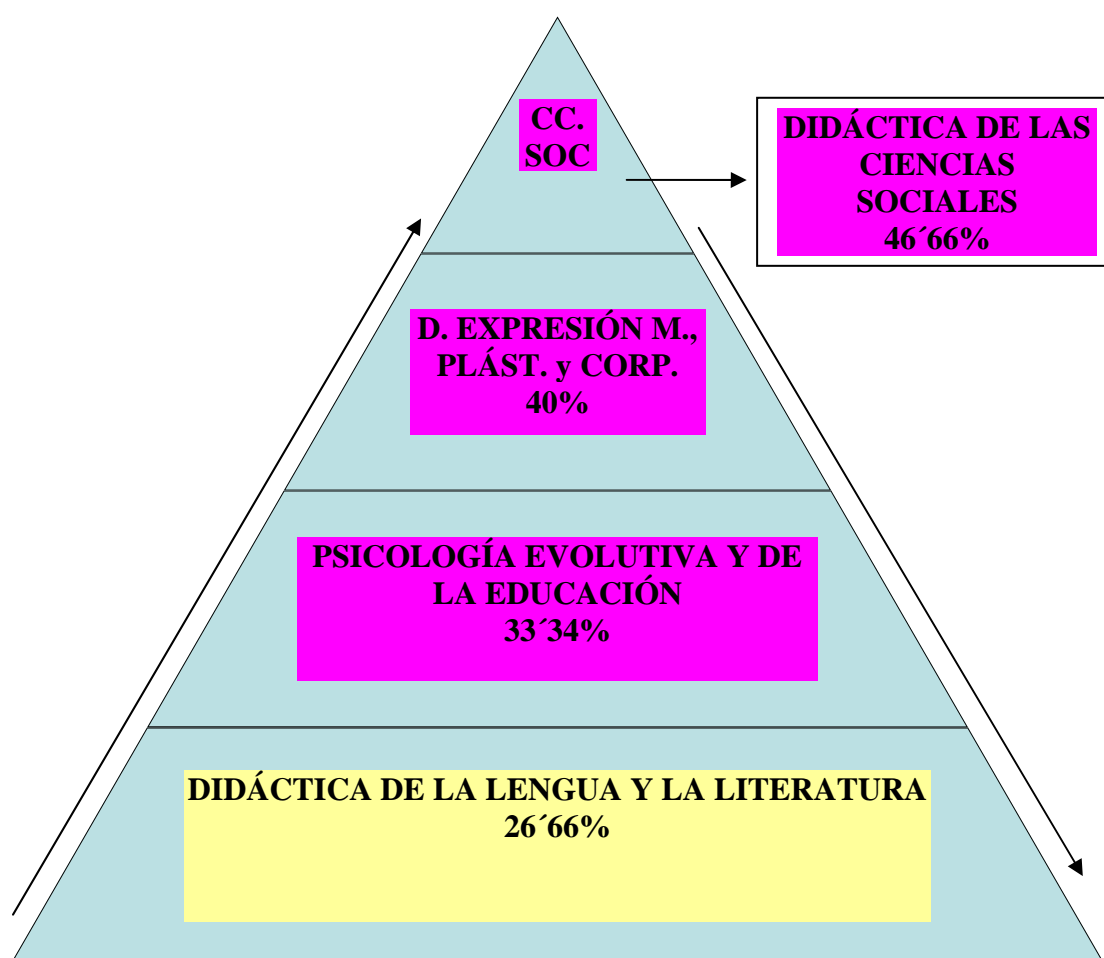 CC.
SOC
DIDÁCTICA DE LAS
CIENCIAS
SOCIALES
46´66%
D. EXPRESIÓN M.,
PLÁST. y CORP.
40%
PSICOLOGÍA EVOLUTIVA Y DE
LA EDUCACIÓN
33´34%
DIDÁCTICA DE LA LENGUA Y LA LITERATURA
26´66%